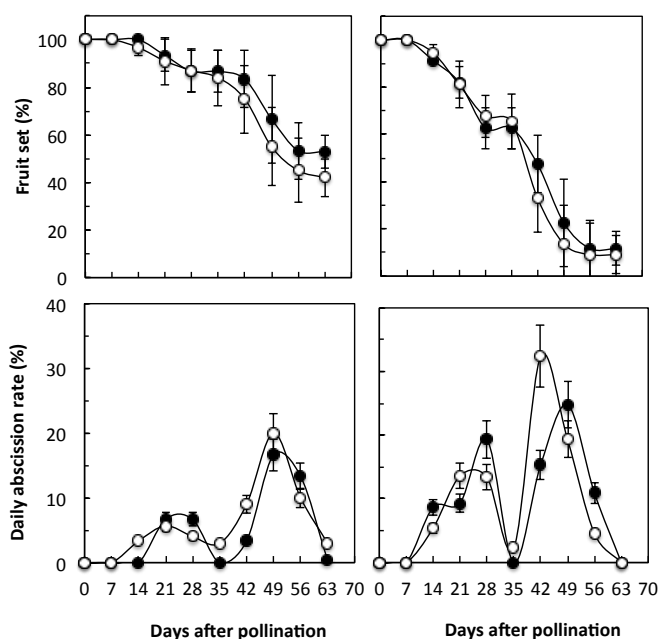 100
80
60
40
20
0
Fruit set (%)
40
30
20
10
0
Daily abscission rate (%)
0 7 14 21 28 35 42 49 56 63 70
0 7 14 21 28 35 42 49 56 63 70
Days after pollination
Days after pollination